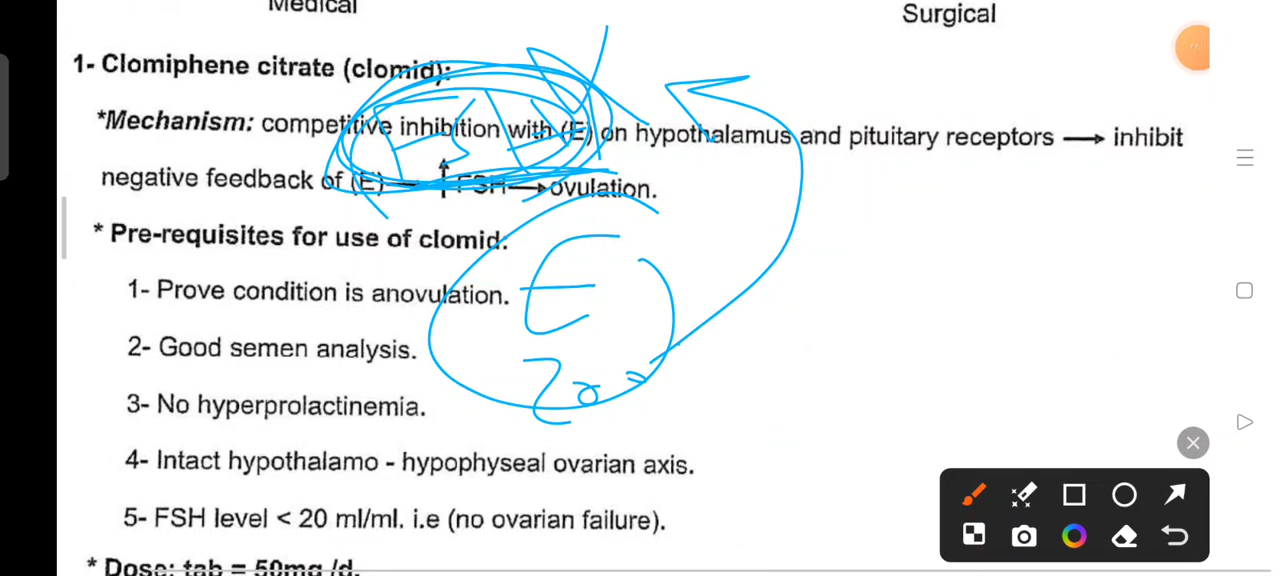 Medical Surgical
1- Clomiphene citrate (clomid):
*Mechanism: competitive inhibition with (E) on hypothalamus and pituitary receptors ⟶ inhibit
negative feedback of (E) ⟶ ↑ FSH ⟶ ovulation.
* Pre-requisites for use of clomid.
1- Prove condition is anovulation.
2- Good semen analysis.
3- No hyperprolactinemia.
4- Intact hypothalamo - hypophyseal ovarian axis.
5- FSH level < 20 ml/ml. i.e (no ovarian failure).
* Dose: tab = 50mg /d.
E